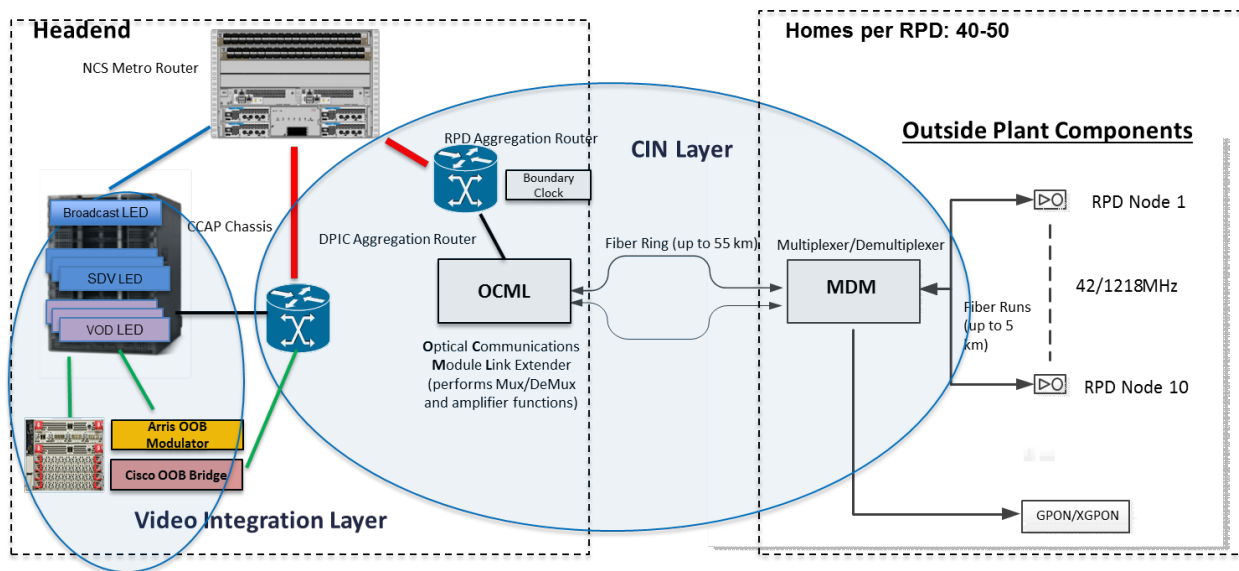 Headend
NCS Metro Router
Homes per RPD: 40-50
RPD Aggregation Router
CIN Layer
Outside Plant Components
Boundary
Clock
Broadcast LED
CCAP Chassis
SDV LED
VOD LED
DPIC Aggregation Router
Fiber Ring (up to 55 km)
Multiplexer/Demultiplexer
RPD Node 1
OCML
MDM
42/1218MHz
Fiber Runs
(up to 5
km)
Optical Communications
Module Link Extender
(performs Mux/DeMux
and amplifier functions)
RPD Node 10
Arris OOB
Modulator
Cisco OOB Bridge
Video Integration Layer
GPON/XGPON